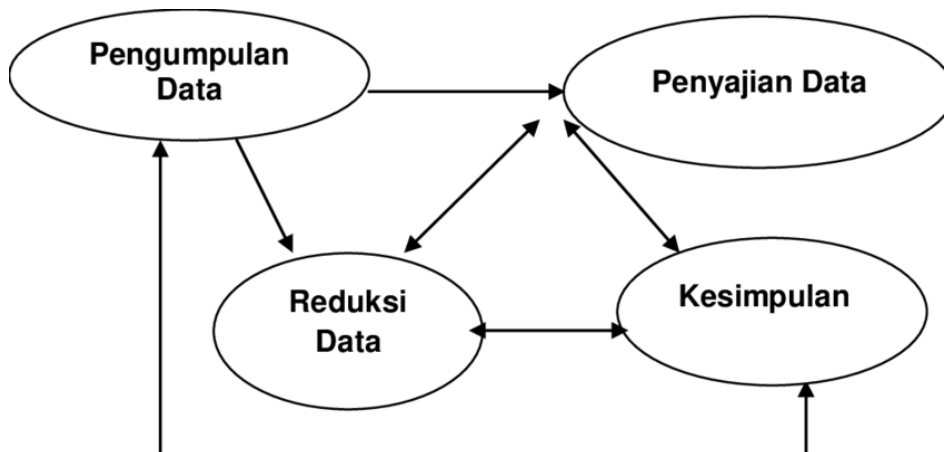 Pengumpulan
Data
Penyajian Data
Reduksi
Data
Kesimpulan